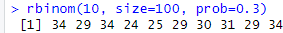 > rbinom(10, size=100, prob=0.3)
[1] 34 29 34 24 25 29 30 31 29 34